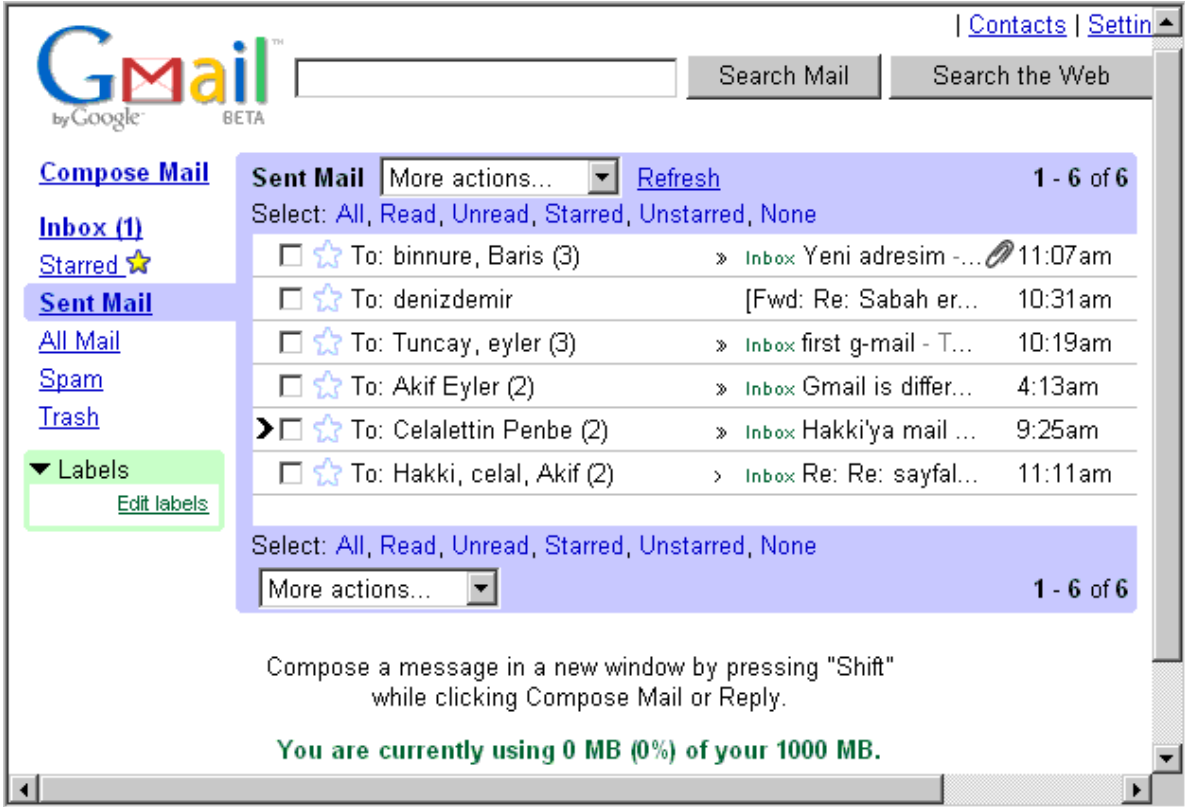 | Contacts | Settin
Gmail™
by Google™ BETA
Search Mail Search the Web
Compose Mail
Inbox (1)
Starred
Sent Mail
All Mail
Spam
Trash
Labels
Edit labels
Sent Mail More actions... Refresh 1 - 6 of 6
Select: All, Read, Unread, Starred, Unstarred, None
To: binnure, Baris (3) » Inbox Yeni adresim -... 11:07am
To: denizdemir [Fwd: Re: Sabah er... 10:31am
To: Tuncay, eyler (3) » Inbox first g-mail - T... 10:19am
To: Akif Eyler (2) » Inbox Gmail is differ... 4:13am
To: Celalettin Penbe (2) » Inbox Hakki'ya mail ... 9:25am
To: Hakki, celal, Akif (2) › Inbox Re: Re: sayfal... 11:11am
Select: All, Read, Unread, Starred, Unstarred, None
More actions... 1 - 6 of 6
Compose a message in a new window by pressing "Shift"
while clicking Compose Mail or Reply.
You are currently using 0 MB (0%) of your 1000 MB.